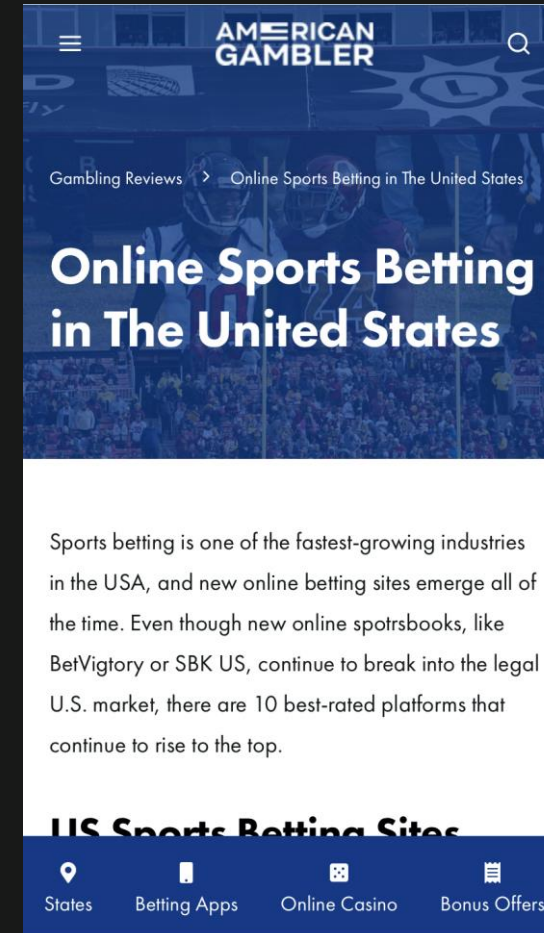 AMERICAN
GAMBLER
Gambling Reviews > Online Sports Betting in The United States
Online Sports Betting
in The United States
Sports betting is one of the fastest-growing industries
in the USA, and new online betting sites emerge all of
the time. Even though new online spotrsbooks, like
BetVigtory or SBK US, continue to break into the legal
U.S. market, there are 10 best-rated platforms that
continue to rise to the top.
US Sports Betting Sites
States Betting Apps Online Casino Bonus Offers